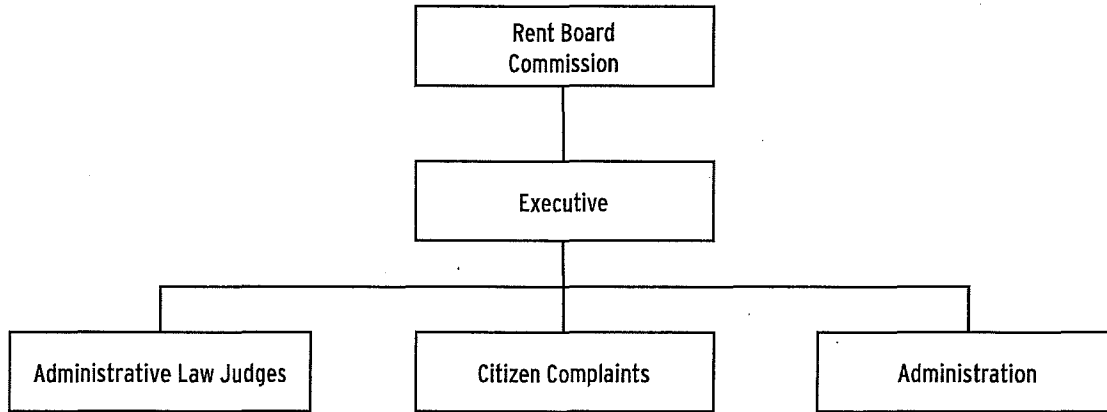 Rent Board
Commission
Executive
Administrative Law Judges
Citizen Complaints
Administration